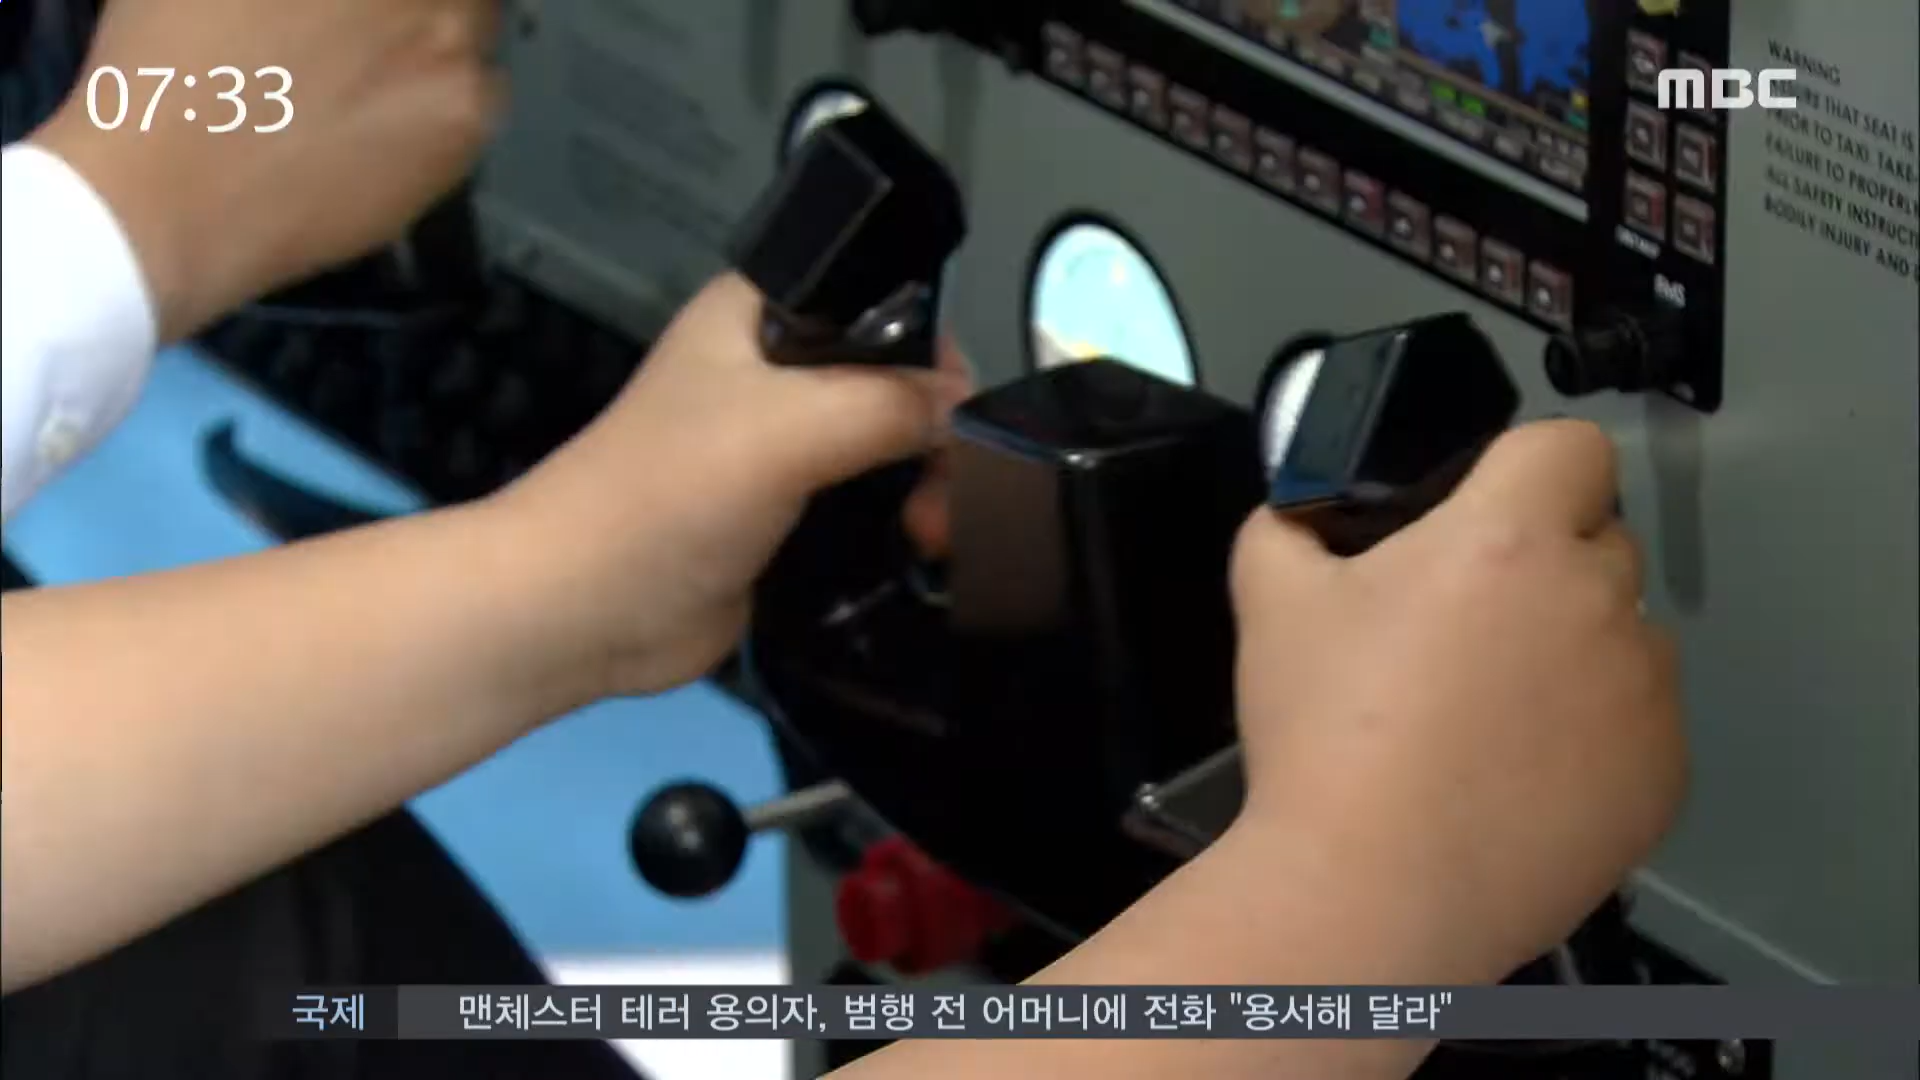 07:33
MBC
WARNING
THAT SEAT IS
PRIOR TO TAXI, TAKE-
FAILURE TO PROPERLY
ALL SAFETY INSTRUCTI
BODILY INJURY AND
국제 맨체스터 테러 용의자, 범행 전 어머니에 전화 "용서해 달라"